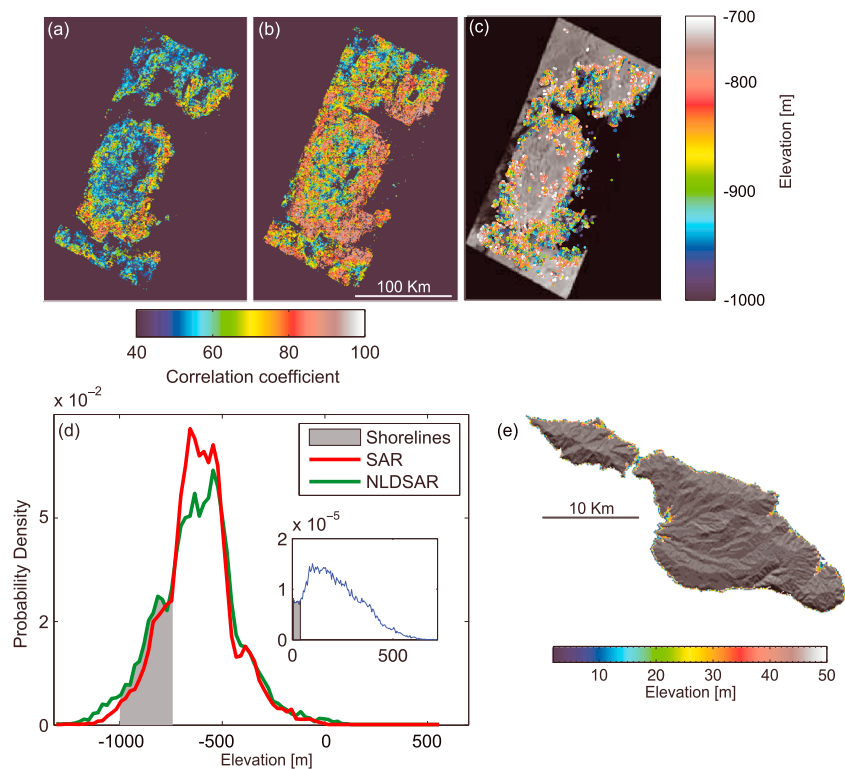 (a)
(b)
(c)
-700
-800
-900
-1000
Elevation [m]
100 Km
40 60 80 100
Correlation coefficient
x 10⁻²
(d)
Shorelines
SAR
NLDSAR
5
2
0
Probability Density
2 x 10⁻⁵
1
0
0 500
-1000 -500 0 500
Elevation [m]
(e)
10 Km
10 20 30 40 50
Elevation [m]